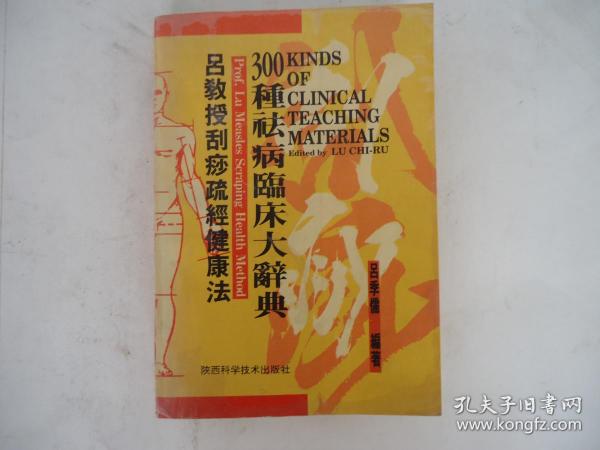 300 KINDS
OF
CLINICAL
TEACHING
MATERIALS
Edited by LU CHI-RU
300種祛病臨床大辭典
Prof. Lu Measles Scraping Health Method
呂教授刮痧疏經健康法
刮痧
呂季儒 編著
陕西科学技术出版社
孔夫子旧书网
www.kongfz.com